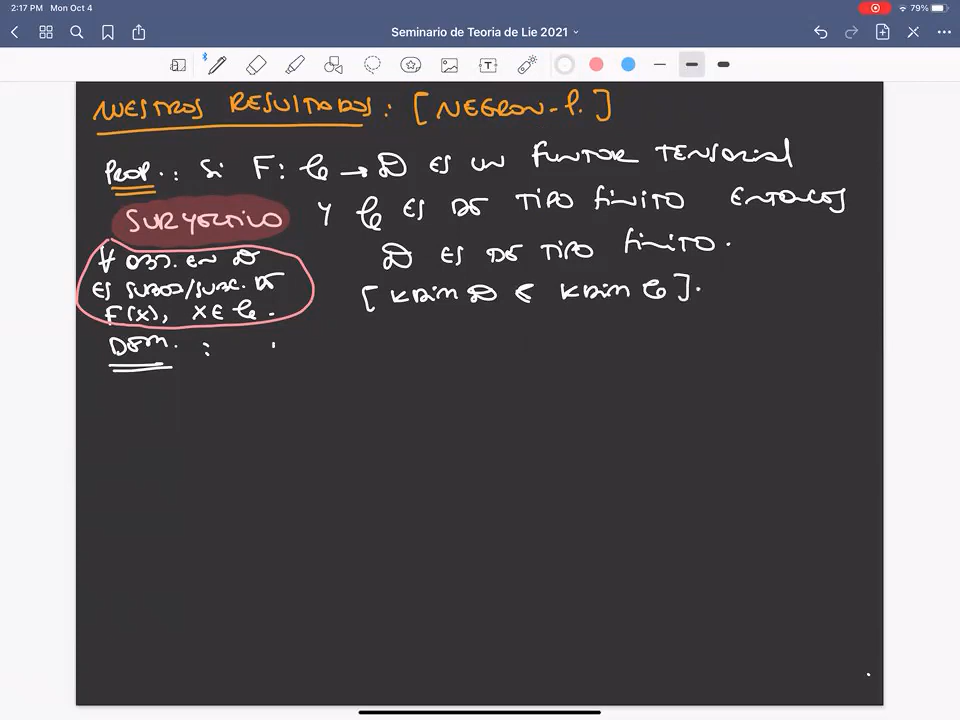 2:17 PM Mon Oct 4
79%
Seminario de Teoria de Lie 2021
NUESTROS RESULTADOS: [NEGRON-P.]
PROP.: Si F: C → D ES UN FUNTOR TENSORIAL
SURYECTIVO Y C ES DE TIPO FINITO ENTONCES
D ES DE TIPO FINITO.
∀ OBJ. EN D
ES SUBOB/SUBC. DE
F(X), X ∈ C.
[KDIM D ≤ KDIM C].
DEM. :